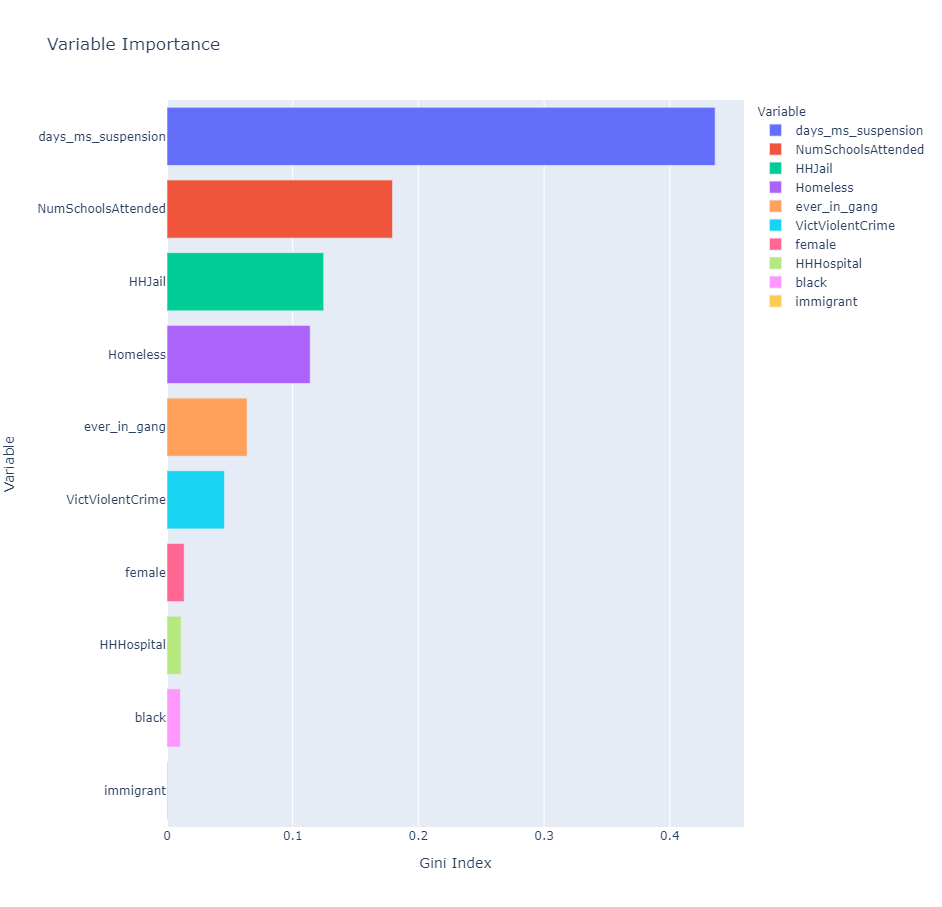 Variable Importance
Variable
days_ms_suspension
NumSchoolsAttended
HHJail
Homeless
ever_in_gang
VictViolentCrime
female
HHHospital
black
immigrant
days_ms_suspension
NumSchoolsAttended
HHJail
Homeless
ever_in_gang
VictViolentCrime
female
HHHospital
black
immigrant
Variable
0 0.1 0.2 0.3 0.4
Gini Index